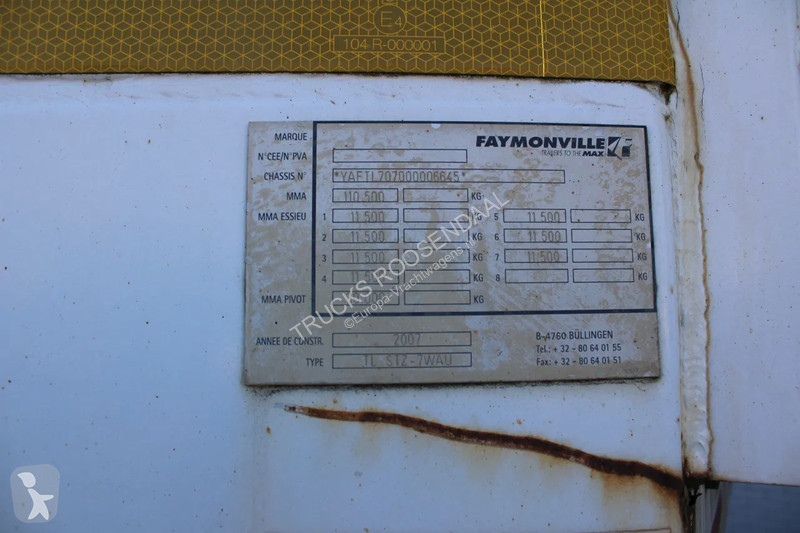 E4
104 R-000001
MARQUE FAYMONVILLE
TRAILERS TO THE MAX
N°CEE/N°PVA
CHASSIS N° *YAFTL707000006645*
MMA 110.500 KG
MMA ESSIEU 1 11.500 KG 5 11.500 KG
2 11.500 KG 6 11.500 KG
3 11.500 KG 7 11.500 KG
4 KG 8 KG
MMA PIVOT KG
ANNEE DE CONSTR. 2007
TYPE TL S1Z-7WAU
B-4760 BÜLLINGEN
TEL.: + 32 - 80 64 01 55
FAX: + 32 - 80 64 01 51
TRUCKS ROOSENDAAL
©Europa-Vrachtwagens.nl